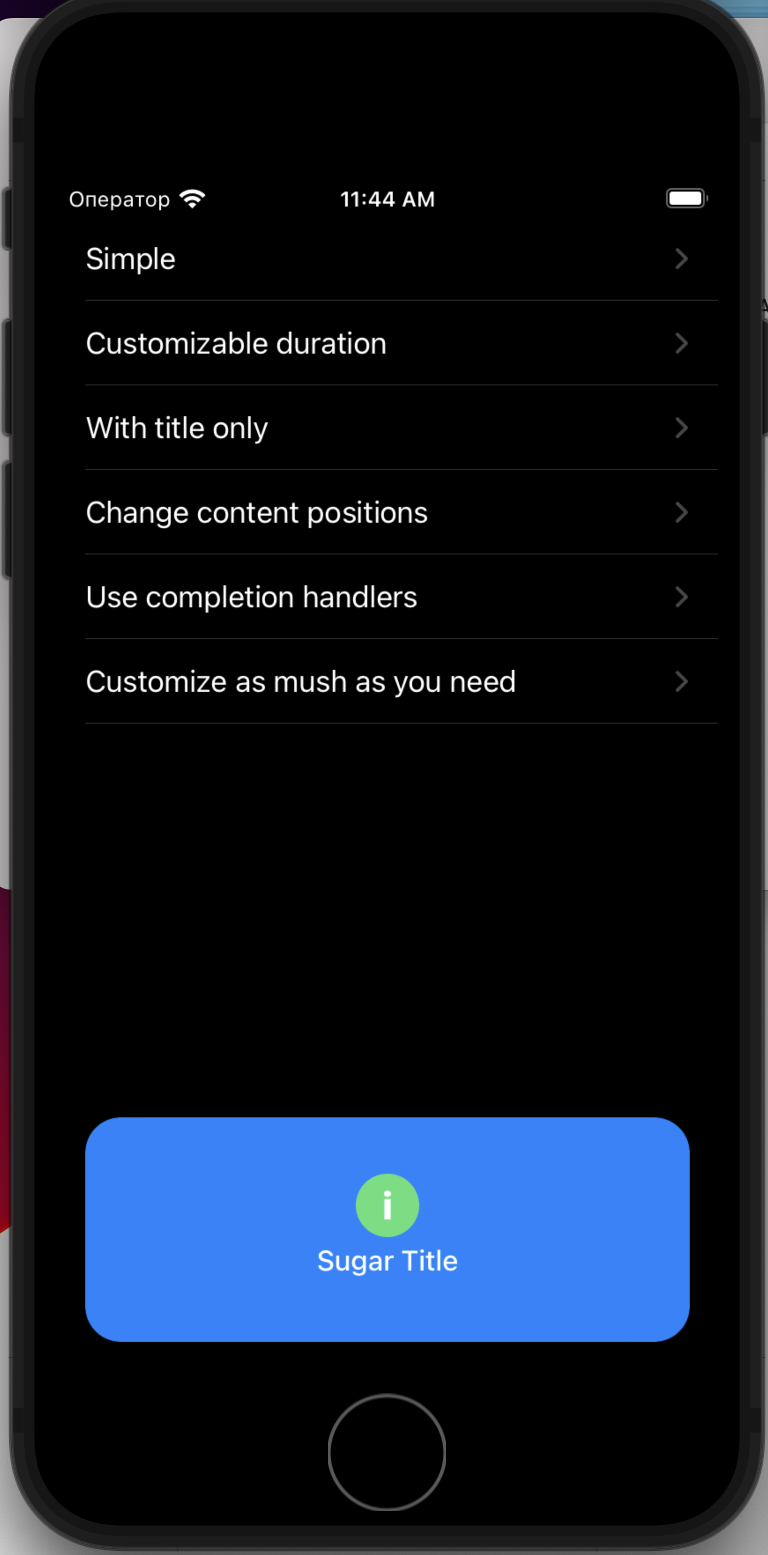 Оператор 11:44 AM
Simple
Customizable duration
With title only
Change content positions
Use completion handlers
Customize as mush as you need
i
Sugar Title